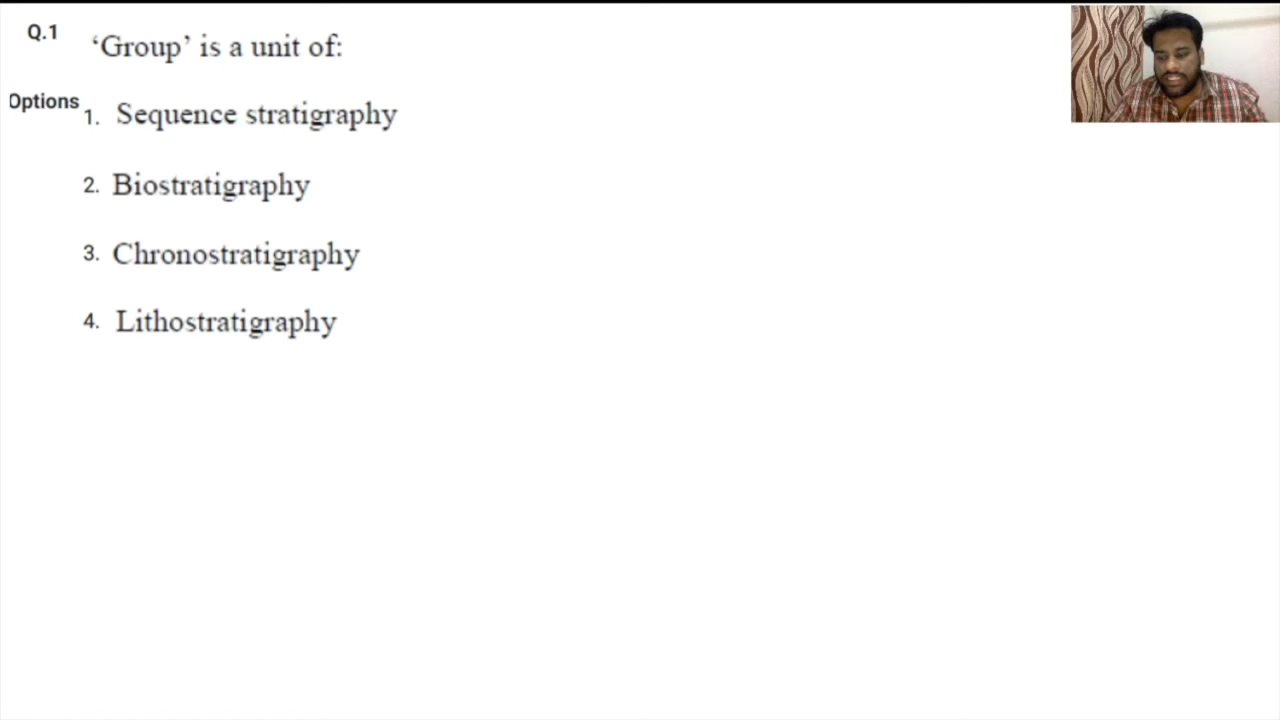 Q.1 ‘Group’ is a unit of:
Options 1. Sequence stratigraphy
2. Biostratigraphy
3. Chronostratigraphy
4. Lithostratigraphy